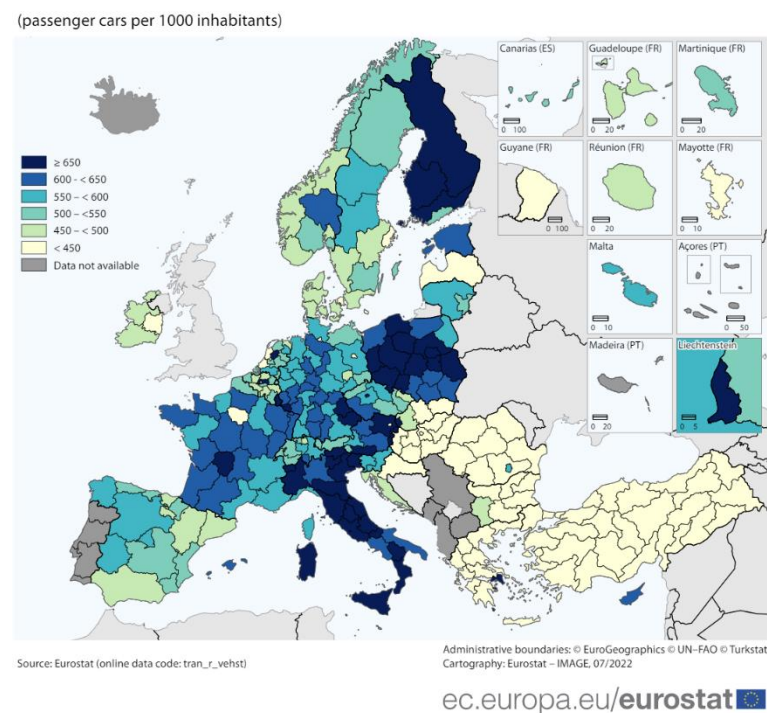 (passenger cars per 1000 inhabitants)
Canarias (ES)
0 100
Guadeloupe (FR)
0 20
Martinique (FR)
0 20
Guyane (FR)
0 100
Réunion (FR)
0 20
Mayotte (FR)
0 10
≥ 650
600 - < 650
550 - < 600
500 - <550
450 - < 500
< 450
Data not available
Malta
0 10
Açores (PT)
0 50
Madeira (PT)
0 20
Liechtenstein
0 5
Administrative boundaries: © EuroGeographics © UN–FAO © Turkstat
Source: Eurostat (online data code: tran_r_vehst)
Cartography: Eurostat – IMAGE, 07/2022
ec.europa.eu/eurostat